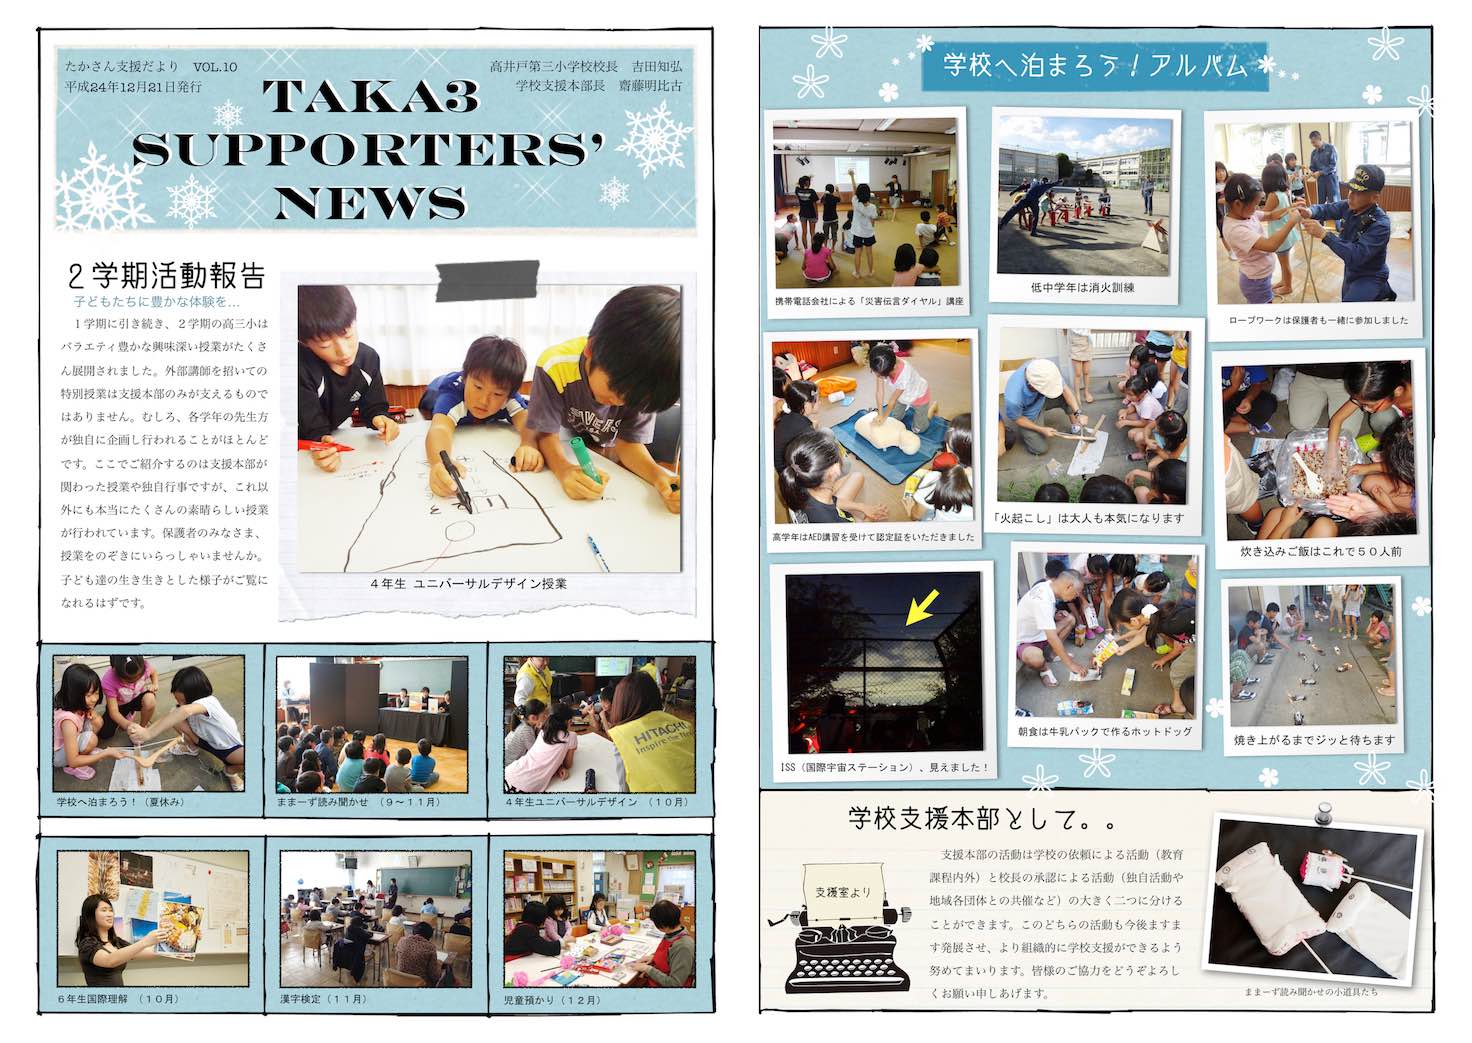 たかさん支援だより　VOL.10
平成24年12月21日発行
高井戸第三小学校校長　吉田知弘
学校支援本部長　齋藤明比古
TAKA3
SUPPORTERS'
NEWS
２学期活動報告
子どもたちに豊かな体験を…
１学期に引き続き、２学期の高三小は
バラエティ豊かな興味深い授業がたくさ
ん展開されました。外部講師を招いての
特別授業は支援本部のみが支えるもので
はありません。むしろ、各学年の先生方
が独自に企画し行われることがほとんど
です。ここでご紹介するのは支援本部が
関わった授業や独自行事ですが、これ以
外にも本当にたくさんの素晴らしい授業
が行われています。保護者のみなさま、
授業をのぞきにいらっしゃいませんか。
子ども達の生き生きとした様子がご覧に
なれるはずです。
４年生 ユニバーサルデザイン授業
HITACHI
Inspire the Next
学校へ泊まろう！（夏休み）
ままーず読み聞かせ （９〜１１月）
４年生ユニバーサルデザイン （１０月）
６年生国際理解 （１０月）
漢字検定（１１月）
児童預かり（１２月）
学校へ泊まろう！アルバム
携帯電話会社による「災害伝言ダイヤル」講座
低中学年は消火訓練
ロープワークは保護者も一緒に参加しました
高学年はAED講習を受けて認定証をいただきました
「火起こし」は大人も本気になります
炊き込みご飯はこれで５０人前
ISS（国際宇宙ステーション）、見えました！
朝食は牛乳パックで作るホットドッグ
焼き上がるまでジッと待ちます
学校支援本部として。。
支援室より
支援本部の活動は学校の依頼による活動（教育
課程内外）と校長の承認による活動（独自活動や
地域各団体との共催など）の大きく二つに分ける
ことができます。このどちらの活動も今後ますま
す発展させ、より組織的に学校支援ができるよう
努めてまいります。皆様のご協力をどうぞよろし
くお願い申しあげます。
ままーず読み聞かせの小道具たち